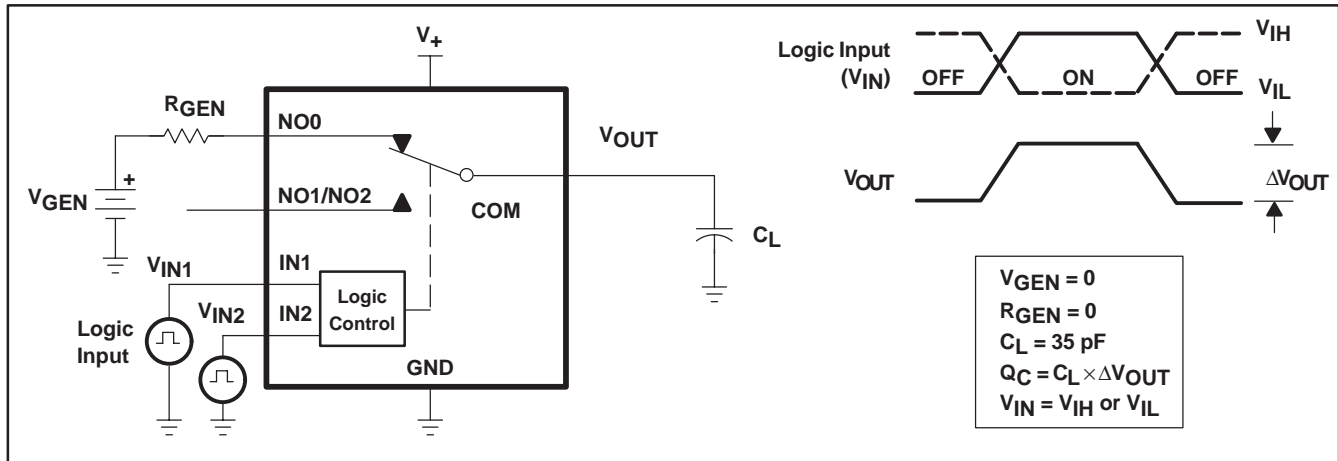 V+
RGEN
NO0
VOUT
VGEN
+
NO1/NO2
COM
CL
VIN1
IN1
VIN2
IN2
Logic
Control
Logic
Input
GND
Logic Input
(VIN)
OFF
ON
OFF
VIH
VIL
VOUT
ΔVOUT
VGEN = 0
RGEN = 0
CL = 35 pF
QC = CL × ΔVOUT
VIN = VIH or VIL